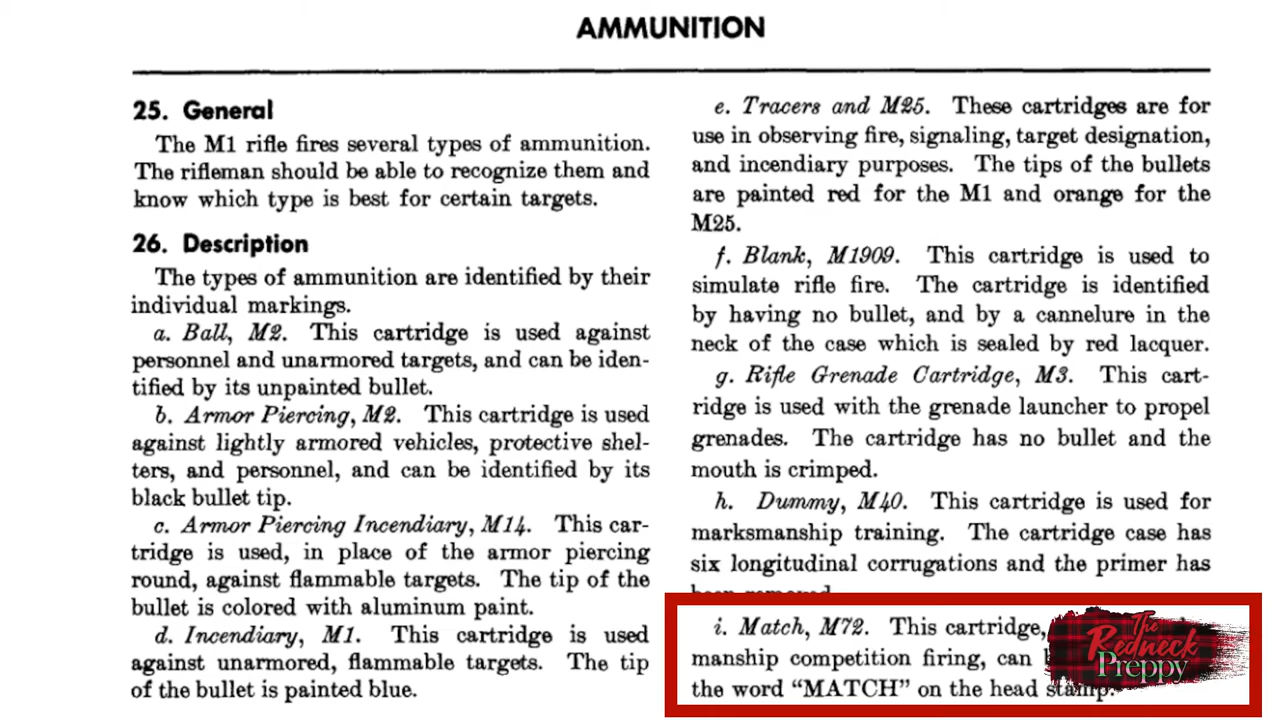 AMMUNITION
25. General
The M1 rifle fires several types of ammunition.
The rifleman should be able to recognize them and
know which type is best for certain targets.
26. Description
The types of ammunition are identified by their
individual markings.
a. Ball, M2. This cartridge is used against
personnel and unarmored targets, and can be iden-
tified by its unpainted bullet.
b. Armor Piercing, M2. This cartridge is used
against lightly armored vehicles, protective shel-
ters, and personnel, and can be identified by its
black bullet tip.
c. Armor Piercing Incendiary, M14. This car-
tridge is used, in place of the armor piercing
round, against flammable targets. The tip of the
bullet is colored with aluminum paint.
d. Incendiary, M1. This cartridge is used
against unarmored, flammable targets. The tip
of the bullet is painted blue.
e. Tracers and M25. These cartridges are for
use in observing fire, signaling, target designation,
and incendiary purposes. The tips of the bullets
are painted red for the M1 and orange for the
M25.
f. Blank, M1909. This cartridge is used to
simulate rifle fire. The cartridge is identified
by having no bullet, and by a cannelure in the
neck of the case which is sealed by red lacquer.
g. Rifle Grenade Cartridge, M3. This cart-
ridge is used with the grenade launcher to propel
grenades. The cartridge has no bullet and the
mouth is crimped.
h. Dummy, M40. This cartridge is used for
marksmanship training. The cartridge case has
six longitudinal corrugations and the primer has
been removed.
i. Match, M72. This cartridge,
manship competition firing, can
the word "MATCH" on the head stamp.
The
Redneck
Preppy